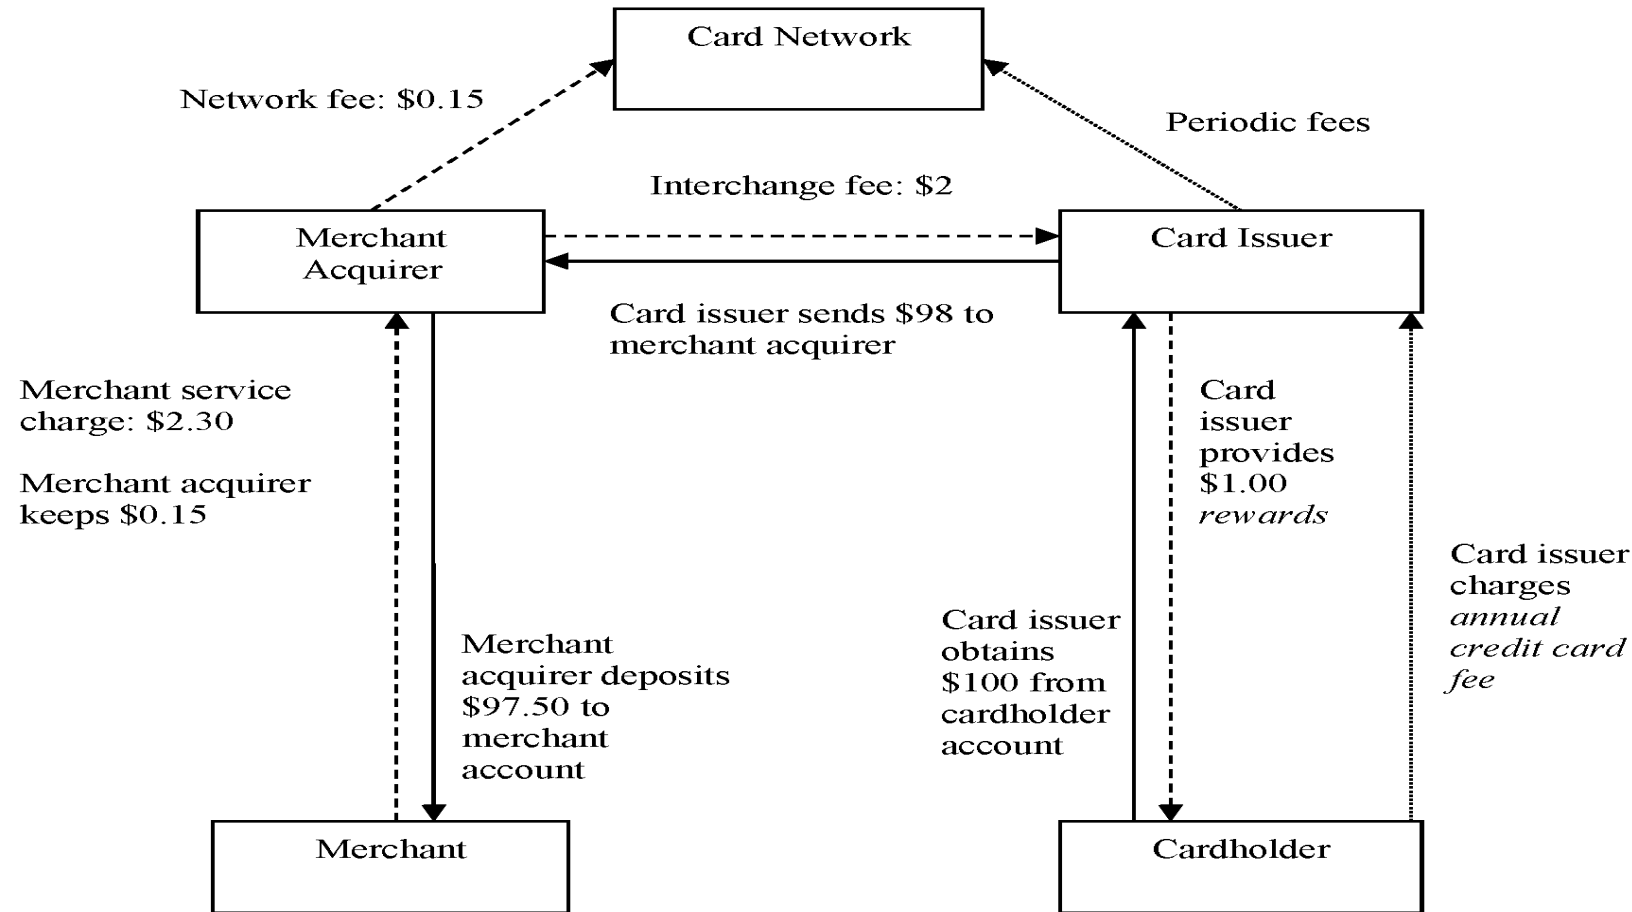 Card Network
Network fee: $0.15
Periodic fees
Interchange fee: $2
Merchant
Acquirer
Card Issuer
Card issuer sends $98 to
merchant acquirer
Merchant service
charge: $2.30
Merchant acquirer
keeps $0.15
Card
issuer
provides
$1.00
rewards
Card issuer
charges
annual
credit card
fee
Merchant
acquirer deposits
$97.50 to
merchant
account
Card issuer
obtains
$100 from
cardholder
account
Merchant
Cardholder